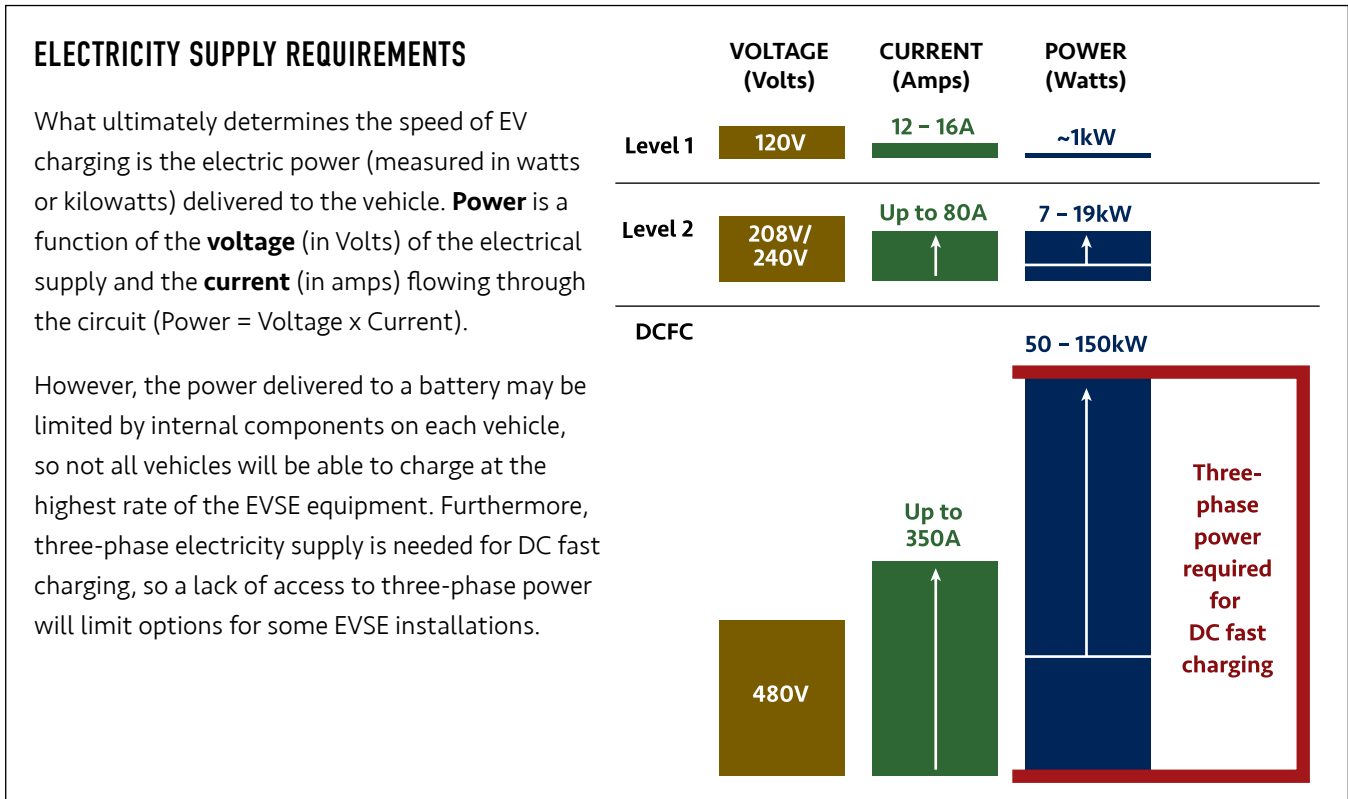 ELECTRICITY SUPPLY REQUIREMENTS
What ultimately determines the speed of EV
charging is the electric power (measured in watts
or kilowatts) delivered to the vehicle. Power is a
function of the voltage (in Volts) of the electrical
supply and the current (in amps) flowing through
the circuit (Power = Voltage x Current).
However, the power delivered to a battery may be
limited by internal components on each vehicle,
so not all vehicles will be able to charge at the
highest rate of the EVSE equipment. Furthermore,
three-phase electricity supply is needed for DC fast
charging, so a lack of access to three-phase power
will limit options for some EVSE installations.
VOLTAGE
(Volts)
CURRENT
(Amps)
POWER
(Watts)
Level 1
120V
12 – 16A
~1kW
Level 2
208V/
240V
Up to 80A
7 – 19kW
DCFC
480V
Up to
350A
50 – 150kW
Three-
phase
power
required
for
DC fast
charging